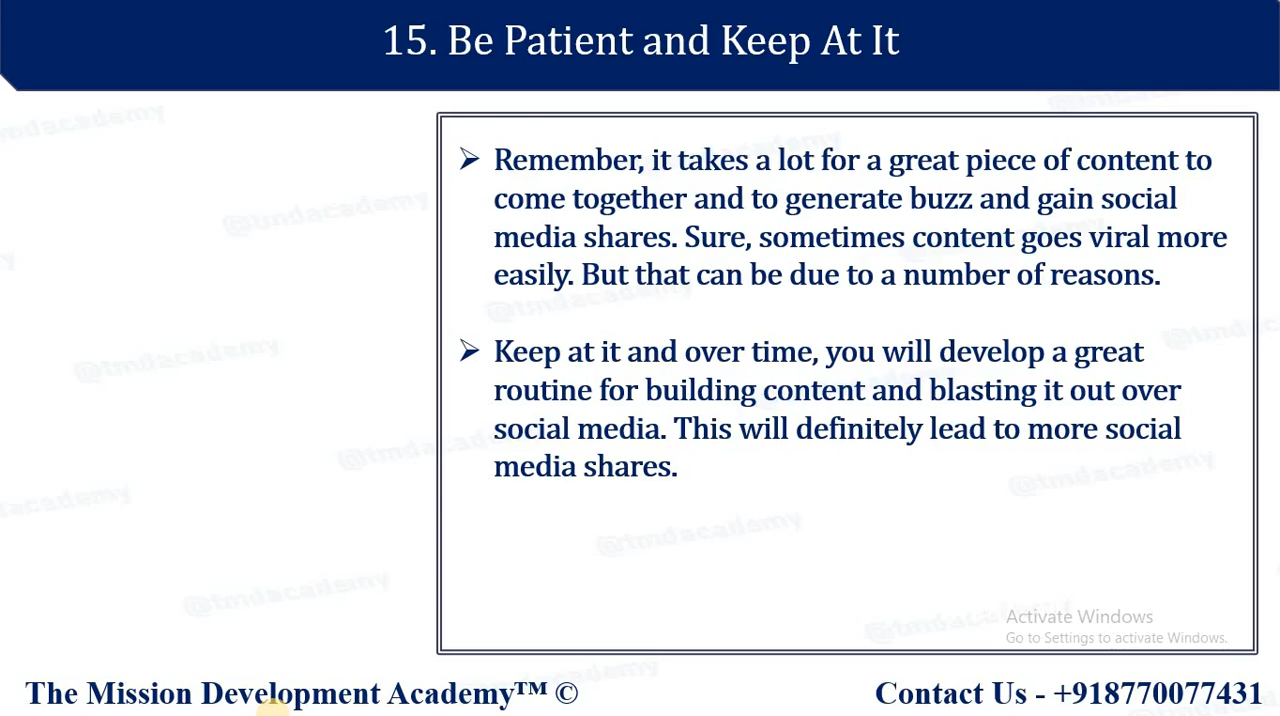 15. Be Patient and Keep At It
@tmdacademy
➢ Remember, it takes a lot for a great piece of content to
come together and to generate buzz and gain social
media shares. Sure, sometimes content goes viral more
easily. But that can be due to a number of reasons.
➢ Keep at it and over time, you will develop a great
routine for building content and blasting it out over
social media. This will definitely lead to more social
media shares.
@tmdacademy
@tmdacademy
@tmdacademy
Activate Windows
Go to Settings to activate Windows.
The Mission Development Academy™ ©
Contact Us - +918770077431